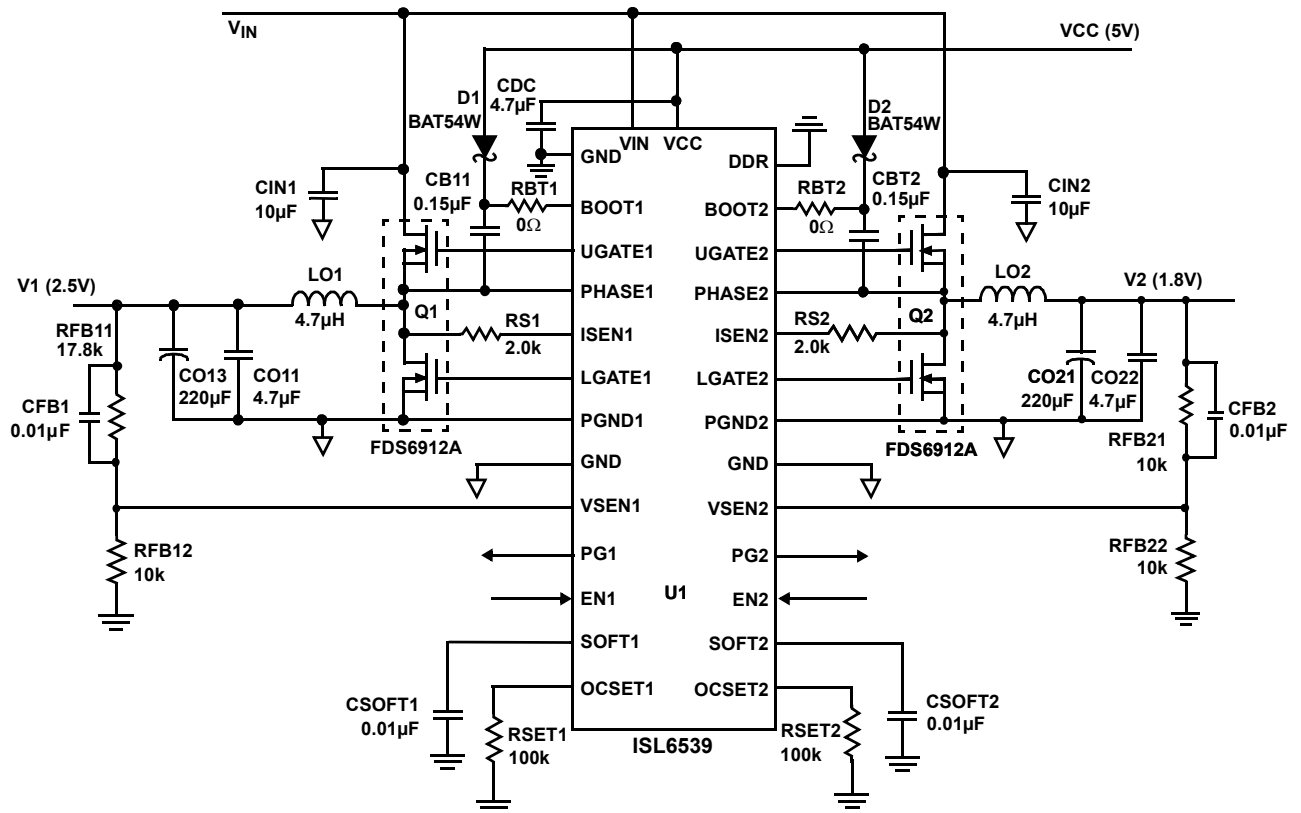 VIN
VCC (5V)
D1
BAT54W
CDC
4.7µF
D2
BAT54W
VIN
VCC
GND
DDR
CIN1
10µF
CB11
0.15µF
RBT1
0Ω
BOOT1
BOOT2
RBT2
0Ω
CBT2
0.15µF
CIN2
10µF
UGATE1
UGATE2
V1 (2.5V)
LO1
4.7µH
PHASE1
PHASE2
LO2
4.7µH
V2 (1.8V)
Q1
Q2
RFB11
17.8k
RS1
2.0k
ISEN1
ISEN2
RS2
2.0k
CO13
220µF
CO11
4.7µF
LGATE1
LGATE2
CO21
220µF
CO22
4.7µF
CFB1
0.01µF
CFB2
0.01µF
PGND1
PGND2
FDS6912A
FDS6912A
RFB21
10k
GND
GND
VSEN1
VSEN2
RFB12
10k
RFB22
10k
PG1
PG2
EN1
U1
EN2
SOFT1
SOFT2
OCSET1
OCSET2
CSOFT1
0.01µF
CSOFT2
0.01µF
RSET1
100k
RSET2
100k
ISL6539